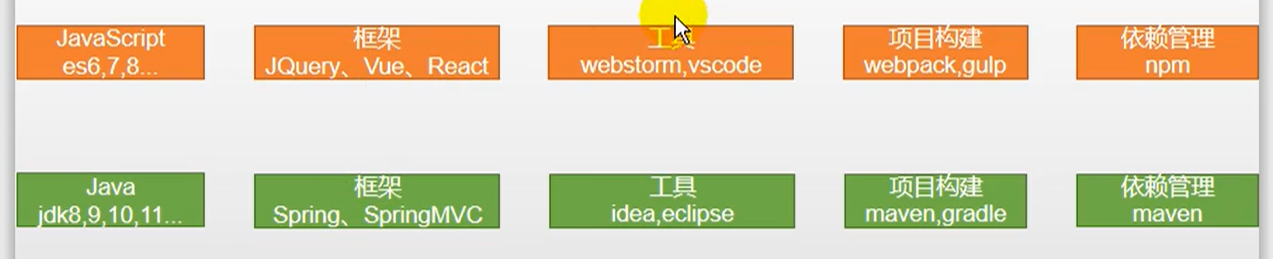 JavaScript
es6,7,8...
框架
JQuery、Vue、React
工具
webstorm,vscode
项目构建
webpack,gulp
依赖管理
npm
Java
jdk8,9,10,11...
框架
Spring、SpringMVC
工具
idea,eclipse
项目构建
maven,gradle
依赖管理
maven